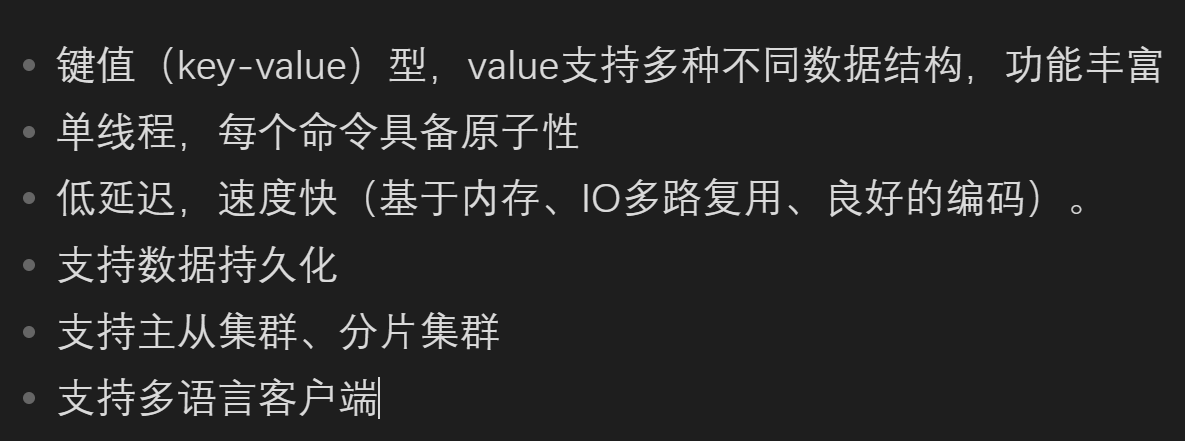 键值（key-value）型，value支持多种不同数据结构，功能丰富
单线程，每个命令具备原子性
低延迟，速度快（基于内存、IO多路复用、良好的编码）。
支持数据持久化
支持主从集群、分片集群
支持多语言客户端